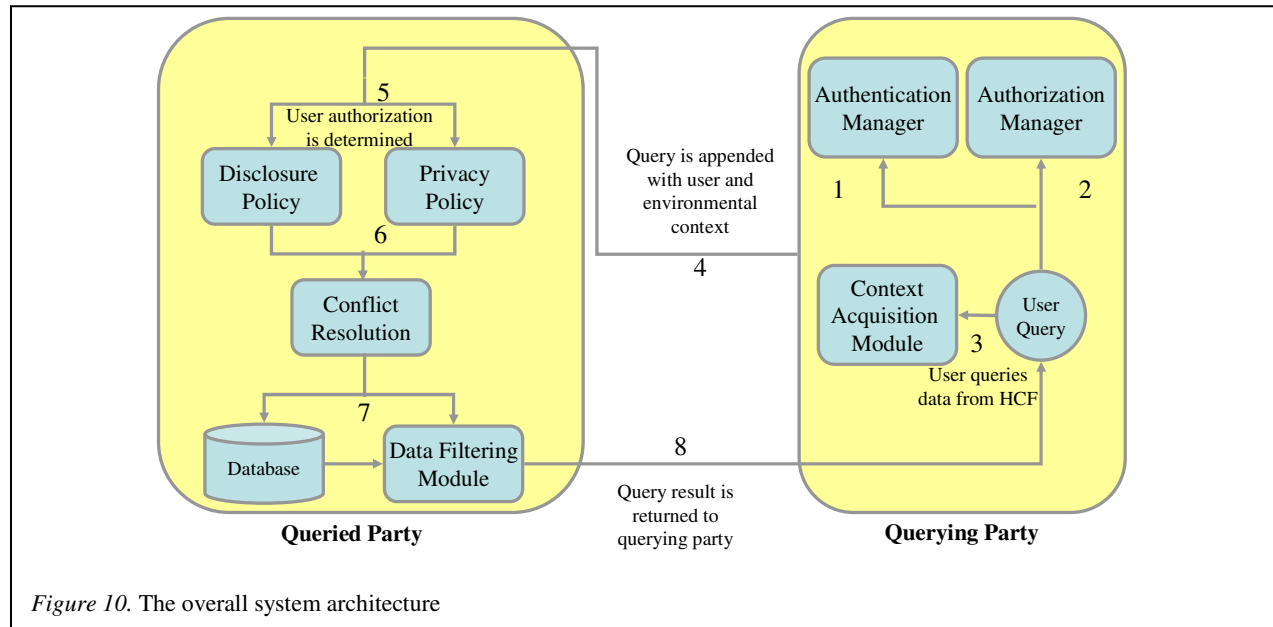 5
User authorization
is determined
Disclosure
Policy
Privacy
Policy
6
Conflict
Resolution
7
Database
Data Filtering
Module
Queried Party
Query is appended
with user and
environmental
context
4
8
Query result is
returned to
querying party
Authentication
Manager
Authorization
Manager
1
2
Context
Acquisition
Module
User
Query
3
User queries
data from HCF
Querying Party
Figure 10. The overall system architecture